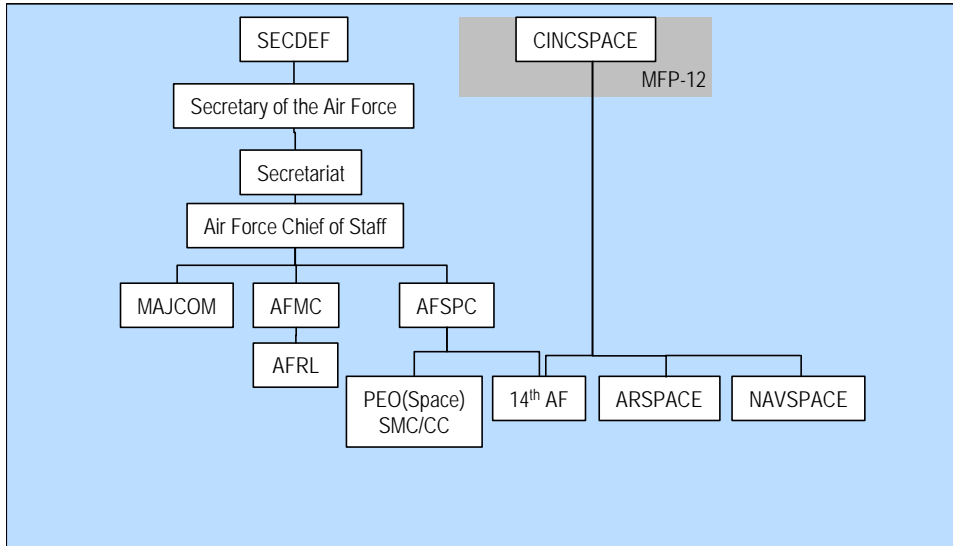 SECDEF
CINCSPACE
MFP-12
Secretary of the Air Force
Secretariat
Air Force Chief of Staff
MAJCOM
AFMC
AFSPC
AFRL
PEO(Space)
SMC/CC
14th AF
ARSPACE
NAVSPACE